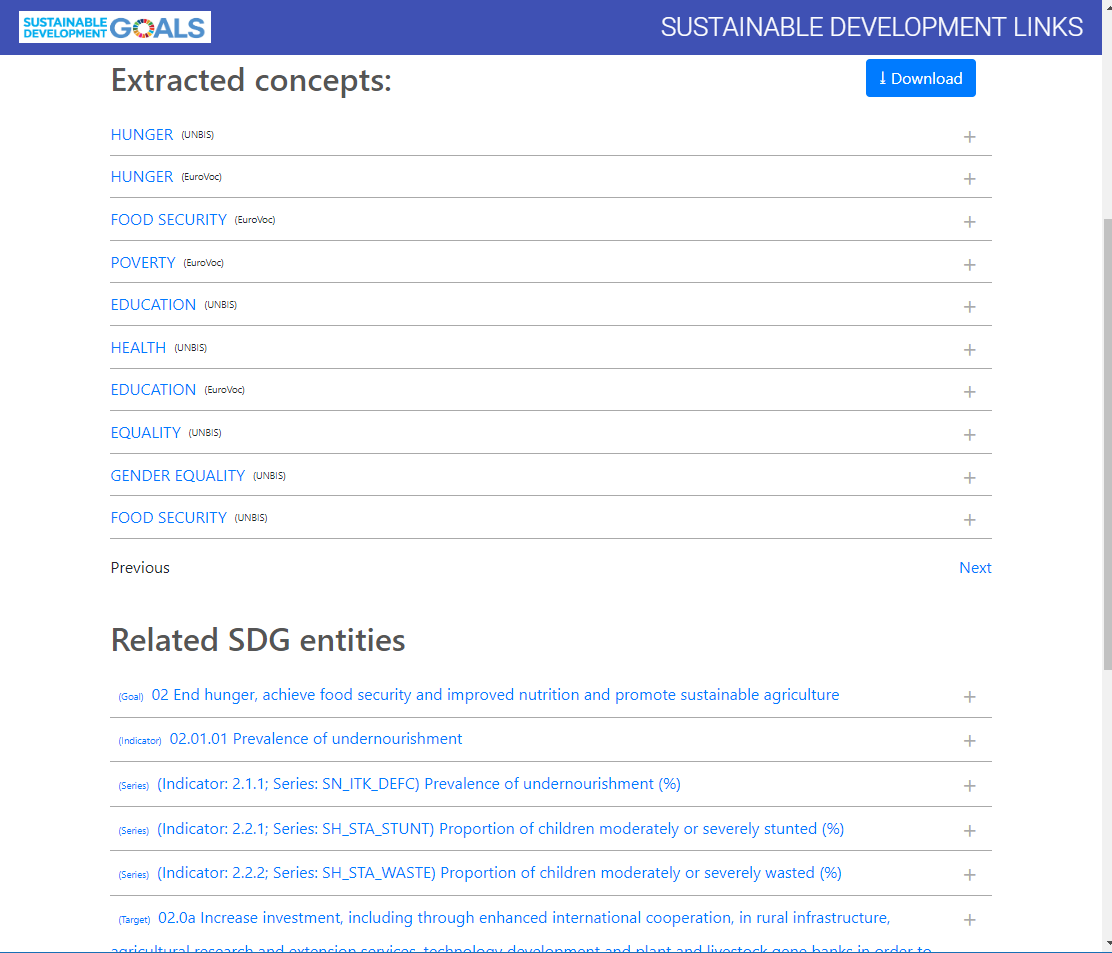 SUSTAINABLE DEVELOPMENT GOALS
SUSTAINABLE DEVELOPMENT LINKS
Extracted concepts:
⤓ Download
HUNGER (UNBIS) +
HUNGER (EuroVoc) +
FOOD SECURITY (EuroVoc) +
POVERTY (EuroVoc) +
EDUCATION (UNBIS) +
HEALTH (UNBIS) +
EDUCATION (EuroVoc) +
EQUALITY (UNBIS) +
GENDER EQUALITY (UNBIS) +
FOOD SECURITY (UNBIS) +
Previous Next
Related SDG entities
(Goal) 02 End hunger, achieve food security and improved nutrition and promote sustainable agriculture +
(Indicator) 02.01.01 Prevalence of undernourishment +
(Series) (Indicator: 2.1.1; Series: SN_ITK_DEFC) Prevalence of undernourishment (%) +
(Series) (Indicator: 2.2.1; Series: SH_STA_STUNT) Proportion of children moderately or severely stunted (%) +
(Series) (Indicator: 2.2.2; Series: SH_STA_WASTE) Proportion of children moderately or severely wasted (%) +
(Target) 02.0a Increase investment, including through enhanced international cooperation, in rural infrastructure, +
agricultural research and extension services, technology development and plant and livestock gene banks in order to